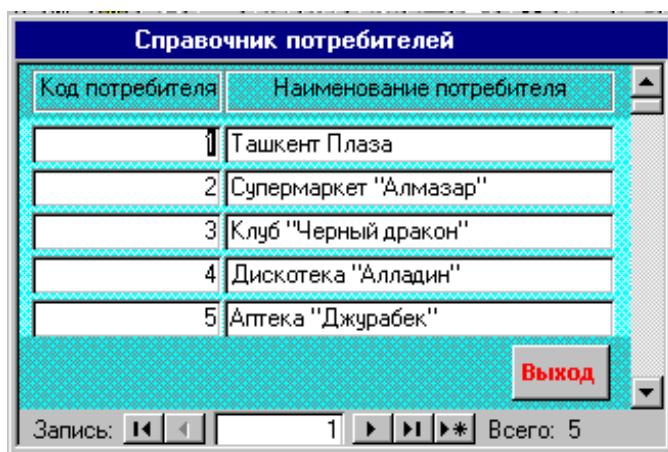 Справочник потребителей
Код потребителя Наименование потребителя
1 Ташкент Плаза
2 Супермаркет "Алмазар"
3 Клуб "Черный дракон"
4 Дискотека "Алладин"
5 Аптека "Джурабек"
Выход
Запись: 1 Всего: 5